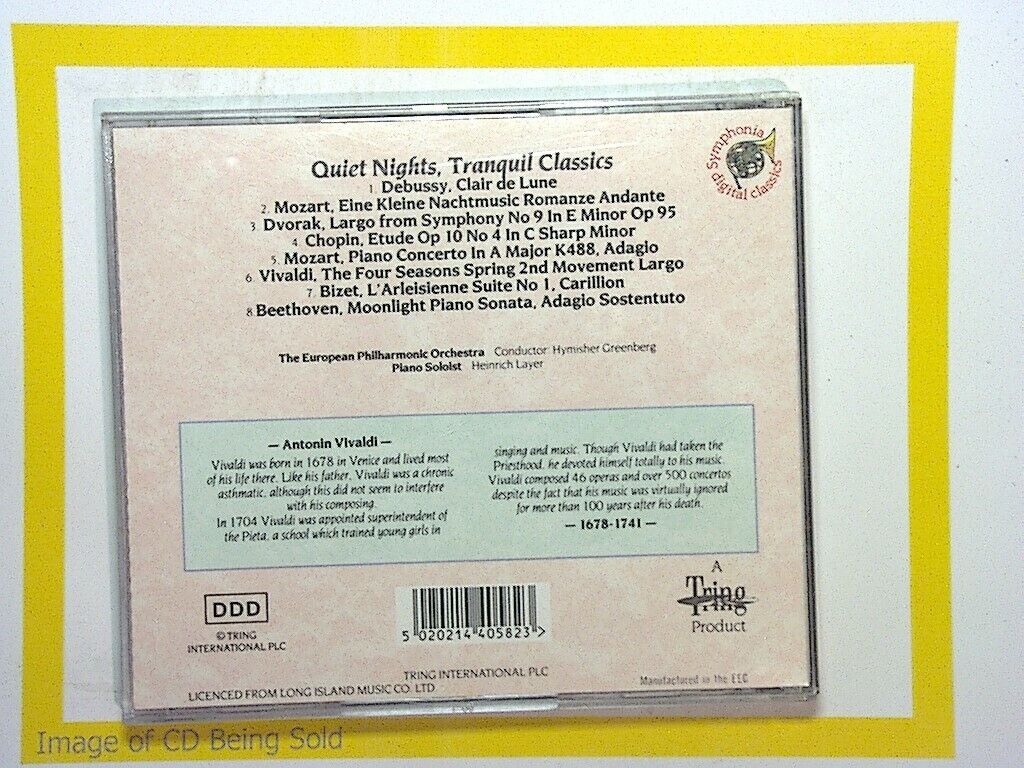 Symphonia
digital classics
Quiet Nights, Tranquil Classics
1. Debussy, Clair de Lune
2. Mozart, Eine Kleine Nachtmusic Romanze Andante
3. Dvorak, Largo from Symphony No 9 In E Minor Op 95
4 Chopin, Etude Op 10 No 4 In C Sharp Minor
5. Mozart, Piano Concerto In A Major K488, Adagio
6. Vivaldi, The Four Seasons Spring 2nd Movement Largo
7. Bizet, L'Arleisienne Suite No 1, Carillion
8. Beethoven, Moonlight Piano Sonata, Adagio Sostentuto
The European Philharmonic Orchestra Conductor: Hymisher Greenberg
Piano Sololst Heinrich Layer
— Antonin Vivaldi —
Vivaldi was born in 1678 in Venice and lived most
of his life there. Like his father, Vivaldi was a chronic
asthmatic, although this did not seem to interfere
with his composing.
In 1704 Vivaldi was appointed superintendent of
the Pieta, a school which trained young girls in
singing and music. Though Vivaldi had taken the
Priesthood, he devoted himself totally to his music.
Vivaldi composed 46 operas and over 500 concertos
despite the fact that his music was virtually ignored
for more than 100 years after his death.
— 1678-1741 —
DDD
© TRING
INTERNATIONAL PLC
5 020214 405823 >
A
Tring
Product
TRING INTERNATIONAL PLC
LICENCED FROM LONG ISLAND MUSIC CO. LTD
Manufactured in the EEC
Image of CD Being Sold